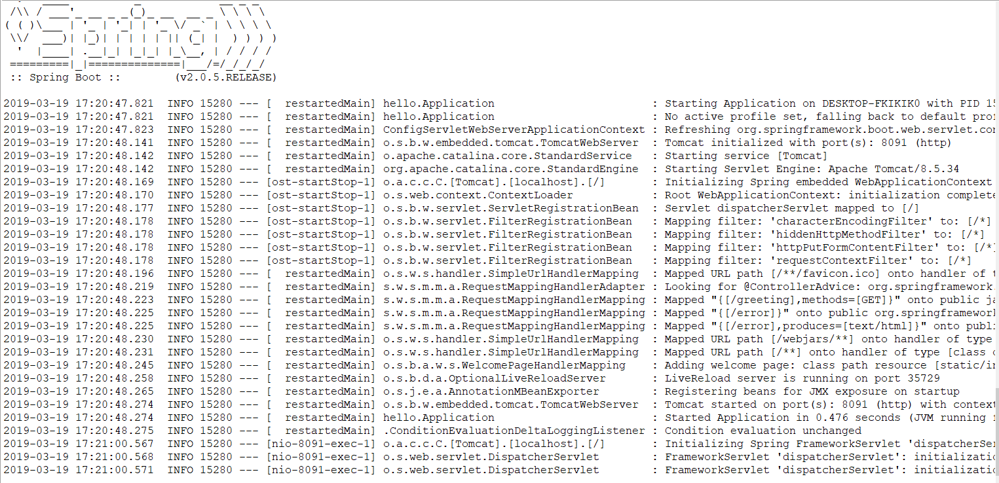 :: Spring Boot ::        (v2.0.5.RELEASE)
2019-03-19 17:20:47.821  INFO 15280 --- [  restartedMain] hello.Application                        : Starting Application on DESKTOP-FKIKIK0 with PID 15
2019-03-19 17:20:47.821  INFO 15280 --- [  restartedMain] hello.Application                        : No active profile set, falling back to default prof
2019-03-19 17:20:47.823  INFO 15280 --- [  restartedMain] ConfigServletWebServerApplicationContext : Refreshing org.springframework.boot.web.servlet.con
2019-03-19 17:20:48.141  INFO 15280 --- [  restartedMain] o.s.b.w.embedded.tomcat.TomcatWebServer  : Tomcat initialized with port(s): 8091 (http)
2019-03-19 17:20:48.142  INFO 15280 --- [  restartedMain] o.apache.catalina.core.StandardService   : Starting service [Tomcat]
2019-03-19 17:20:48.142  INFO 15280 --- [  restartedMain] org.apache.catalina.core.StandardEngine  : Starting Servlet Engine: Apache Tomcat/8.5.34
2019-03-19 17:20:48.169  INFO 15280 --- [ost-startStop-1] o.a.c.c.C.[Tomcat].[localhost].[/]       : Initializing Spring embedded WebApplicationContext
2019-03-19 17:20:48.170  INFO 15280 --- [ost-startStop-1] o.s.web.context.ContextLoader            : Root WebApplicationContext: initialization complete
2019-03-19 17:20:48.177  INFO 15280 --- [ost-startStop-1] o.s.b.w.servlet.ServletRegistrationBean  : Servlet dispatcherServlet mapped to [/]
2019-03-19 17:20:48.178  INFO 15280 --- [ost-startStop-1] o.s.b.w.servlet.FilterRegistrationBean   : Mapping filter: 'characterEncodingFilter' to: [/*]
2019-03-19 17:20:48.178  INFO 15280 --- [ost-startStop-1] o.s.b.w.servlet.FilterRegistrationBean   : Mapping filter: 'hiddenHttpMethodFilter' to: [/*]
2019-03-19 17:20:48.178  INFO 15280 --- [ost-startStop-1] o.s.b.w.servlet.FilterRegistrationBean   : Mapping filter: 'httpPutFormContentFilter' to: [/*]
2019-03-19 17:20:48.178  INFO 15280 --- [ost-startStop-1] o.s.b.w.servlet.FilterRegistrationBean   : Mapping filter: 'requestContextFilter' to: [/*]
2019-03-19 17:20:48.196  INFO 15280 --- [  restartedMain] o.s.w.s.handler.SimpleUrlHandlerMapping  : Mapped URL path [/**/favicon.ico] onto handler of t
2019-03-19 17:20:48.219  INFO 15280 --- [  restartedMain] s.w.s.m.m.a.RequestMappingHandlerAdapter : Looking for @ControllerAdvice: org.springframework.
2019-03-19 17:20:48.223  INFO 15280 --- [  restartedMain] s.w.s.m.m.a.RequestMappingHandlerMapping : Mapped "{[/greeting],methods=[GET]}" onto public ja
2019-03-19 17:20:48.225  INFO 15280 --- [  restartedMain] s.w.s.m.m.a.RequestMappingHandlerMapping : Mapped "{[/error]}" onto public org.springframework
2019-03-19 17:20:48.225  INFO 15280 --- [  restartedMain] s.w.s.m.m.a.RequestMappingHandlerMapping : Mapped "{[/error],produces=[text/html]}" onto publi
2019-03-19 17:20:48.230  INFO 15280 --- [  restartedMain] o.s.w.s.handler.SimpleUrlHandlerMapping  : Mapped URL path [/webjars/**] onto handler of type
2019-03-19 17:20:48.231  INFO 15280 --- [  restartedMain] o.s.w.s.handler.SimpleUrlHandlerMapping  : Mapped URL path [/**] onto handler of type [class o
2019-03-19 17:20:48.245  INFO 15280 --- [  restartedMain] o.s.b.a.w.s.WelcomePageHandlerMapping    : Adding welcome page: class path resource [static/in
2019-03-19 17:20:48.258  INFO 15280 --- [  restartedMain] o.s.b.d.a.OptionalLiveReloadServer       : LiveReload server is running on port 35729
2019-03-19 17:20:48.265  INFO 15280 --- [  restartedMain] o.s.j.e.a.AnnotationMBeanExporter        : Registering beans for JMX exposure on startup
2019-03-19 17:20:48.274  INFO 15280 --- [  restartedMain] o.s.b.w.embedded.tomcat.TomcatWebServer  : Tomcat started on port(s): 8091 (http) with context
2019-03-19 17:20:48.274  INFO 15280 --- [  restartedMain] hello.Application                        : Started Application in 0.476 seconds (JVM running f
2019-03-19 17:20:48.275  INFO 15280 --- [  restartedMain] .ConditionEvaluationDeltaLoggingListener : Condition evaluation unchanged
2019-03-19 17:21:00.567  INFO 15280 --- [nio-8091-exec-1] o.a.c.c.C.[Tomcat].[localhost].[/]       : Initializing Spring FrameworkServlet 'dispatcherSer
2019-03-19 17:21:00.568  INFO 15280 --- [nio-8091-exec-1] o.s.web.servlet.DispatcherServlet        : FrameworkServlet 'dispatcherServlet': initializatio
2019-03-19 17:21:00.571  INFO 15280 --- [nio-8091-exec-1] o.s.web.servlet.DispatcherServlet        : FrameworkServlet 'dispatcherServlet': initializatio